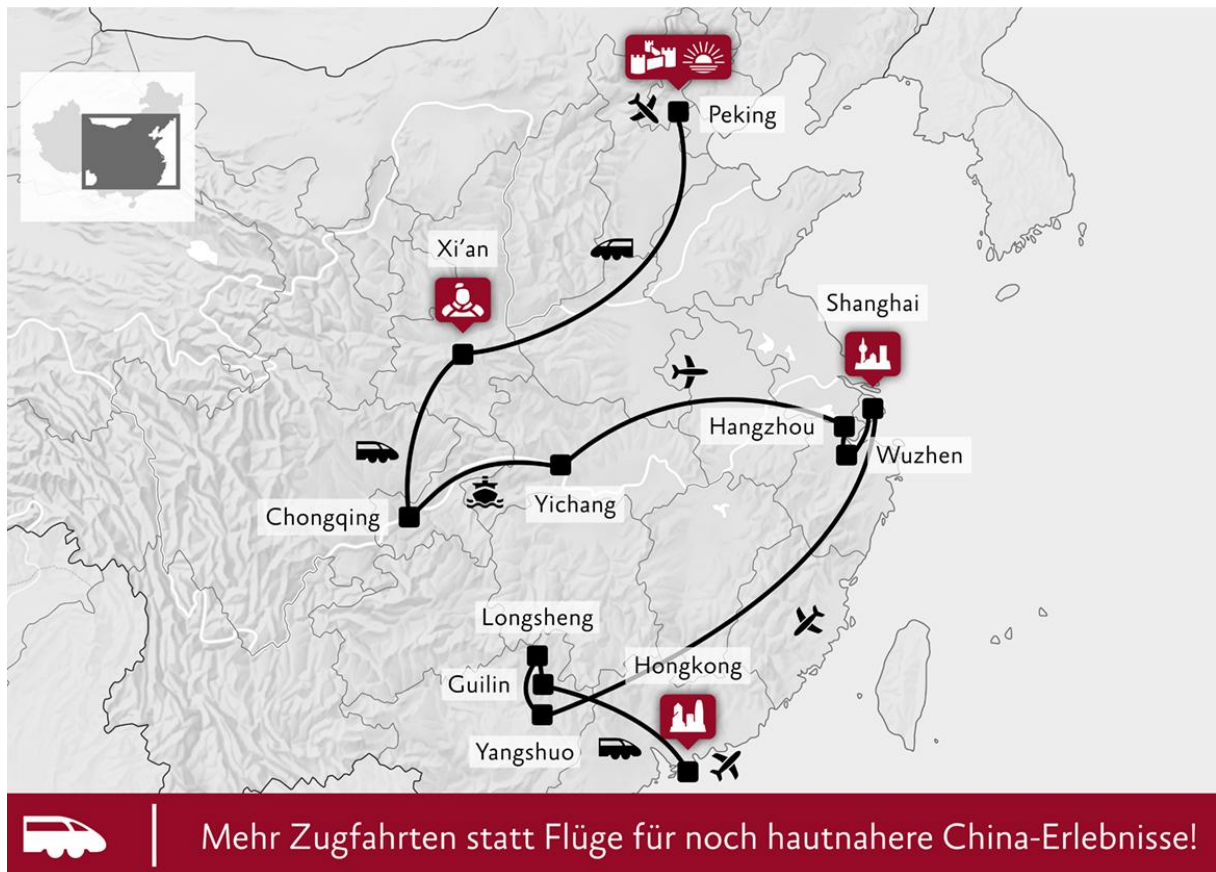 Peking
Xi'an
Shanghai
Hangzhou
Wuzhen
Yichang
Chongqing
Longsheng
Hongkong
Guilin
Yangshuo
Mehr Zugfahrten statt Flüge für noch hautnahere China-Erlebnisse!